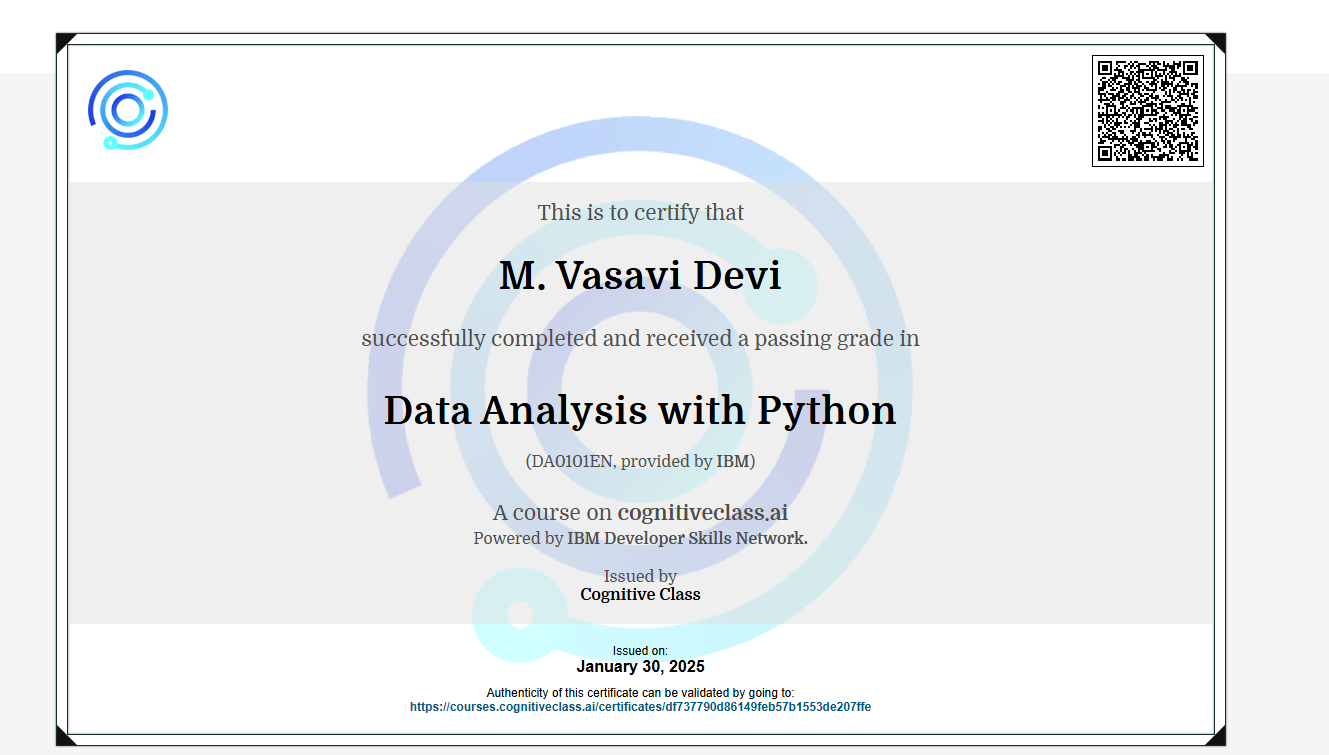 This is to certify that
M. Vasavi Devi
successfully completed and received a passing grade in
Data Analysis with Python
(DA0101EN, provided by IBM)
A course on cognitiveclass.ai
Powered by IBM Developer Skills Network.
Issued by
Cognitive Class
Issued on:
January 30, 2025
Authenticity of this certificate can be validated by going to:
https://courses.cognitiveclass.ai/certificates/df737790d86149feb57b1553de207ffe